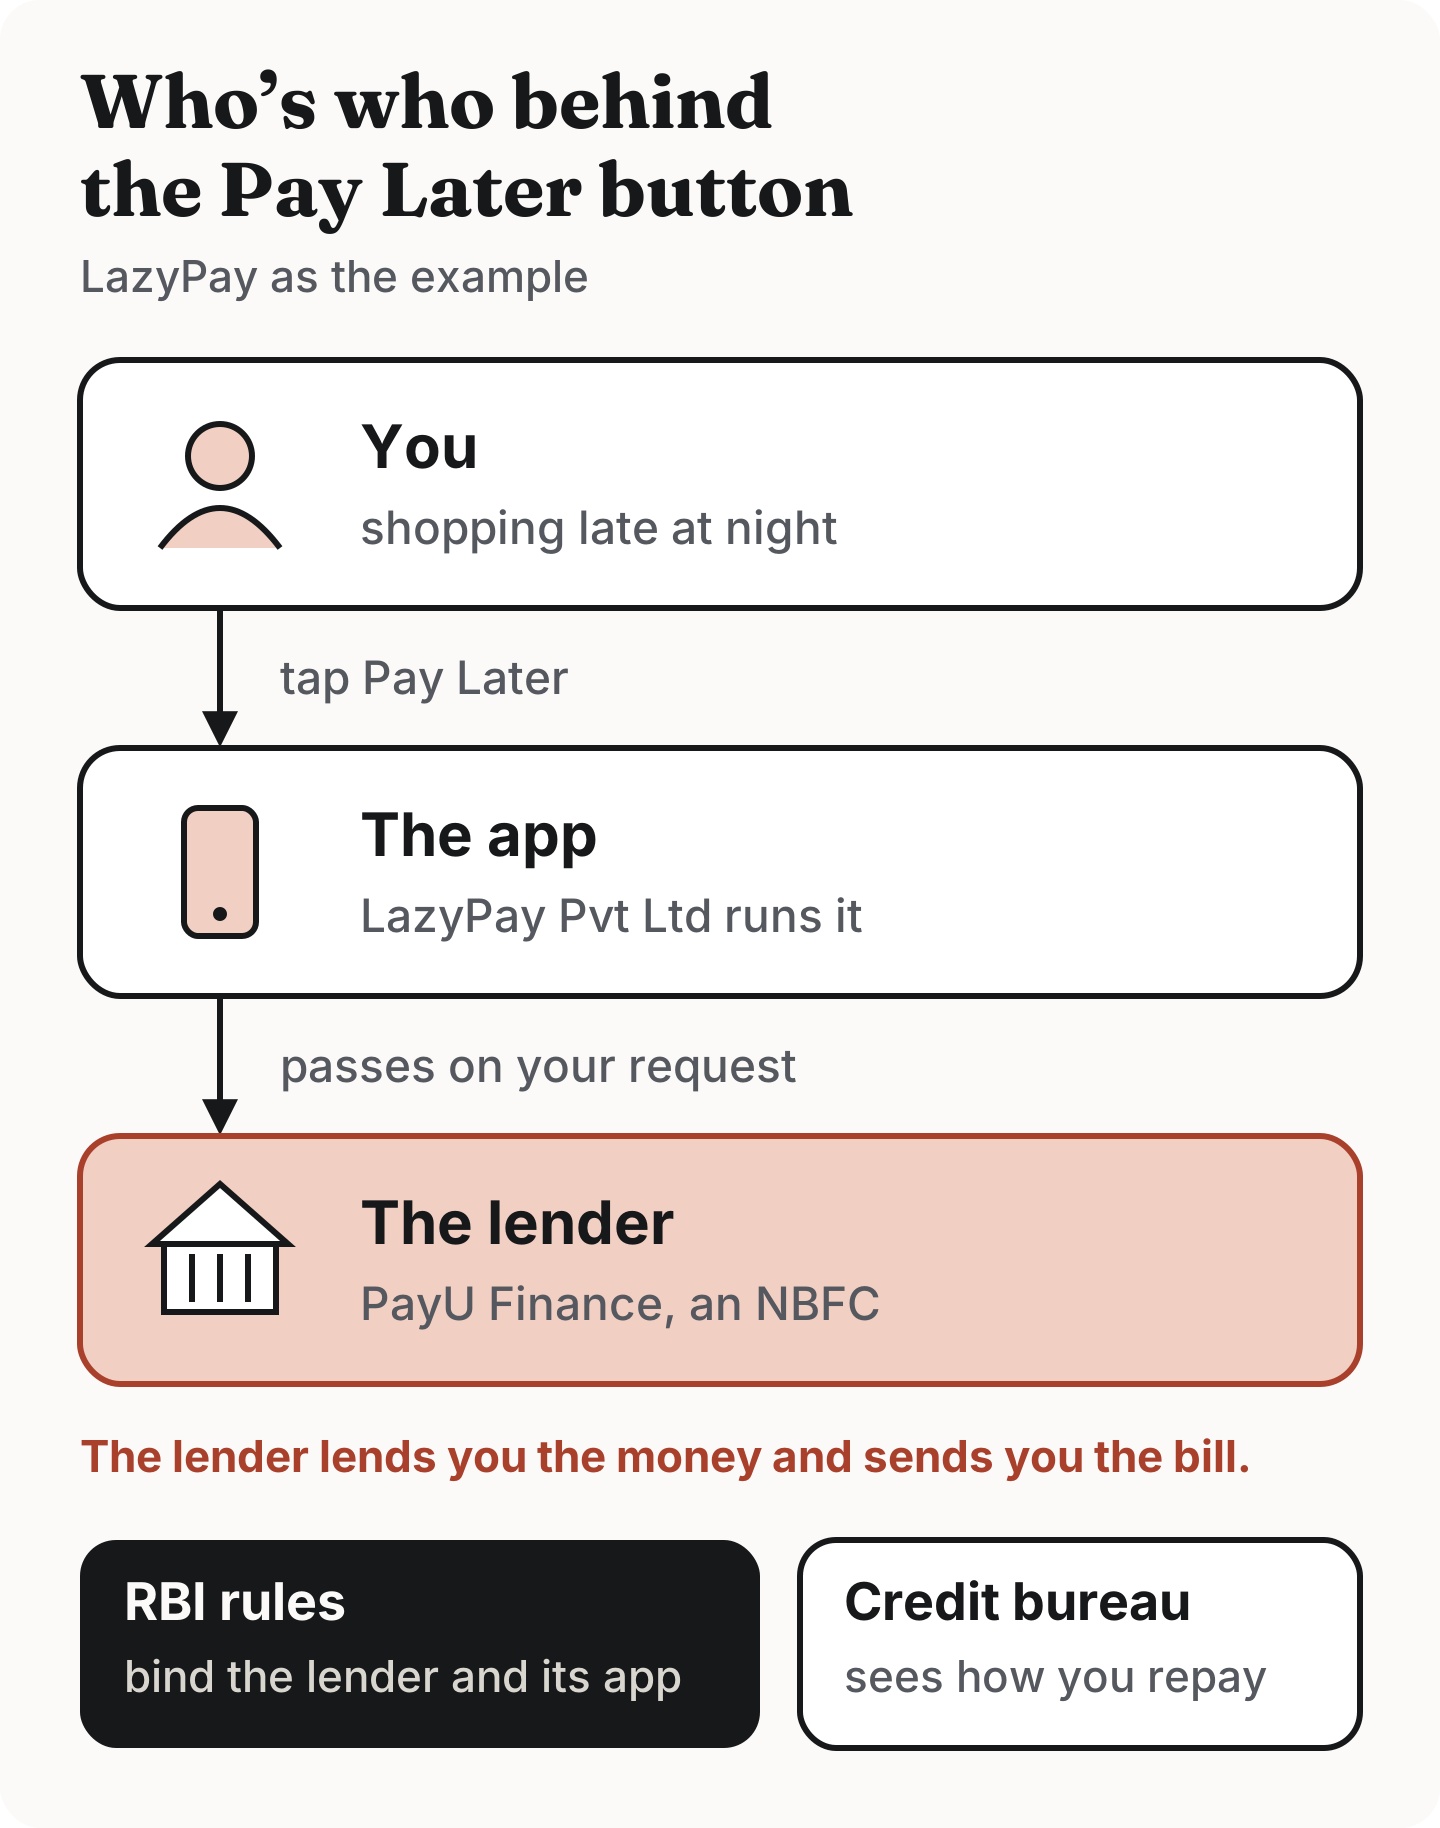 Who’s who behind
the Pay Later button
LazyPay as the example
You
shopping late at night
tap Pay Later
The app
LazyPay Pvt Ltd runs it
passes on your request
The lender
PayU Finance, an NBFC
The lender lends you the money and sends you the bill.
RBI rules
bind the lender and its app
Credit bureau
sees how you repay